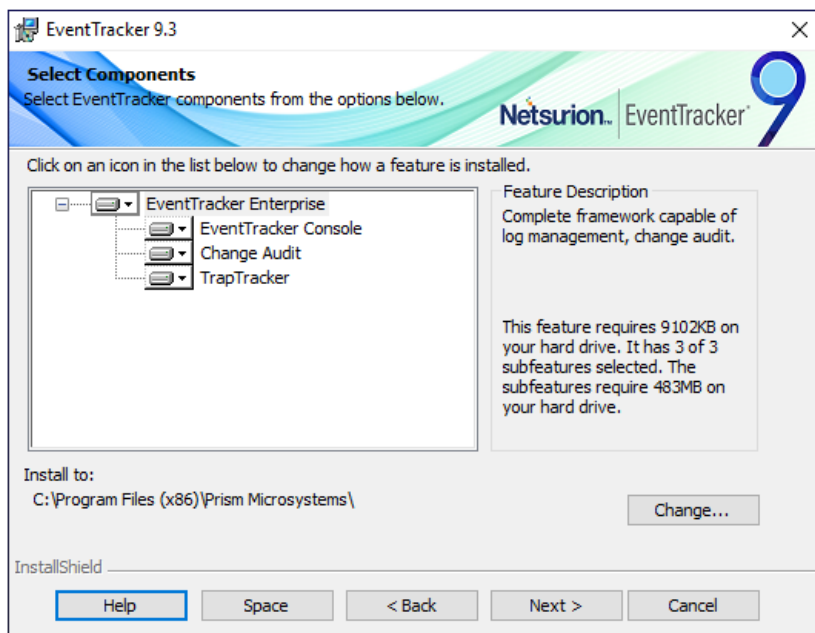 EventTracker 9.3
Select Components
Select EventTracker components from the options below.
Netsurion™ EventTracker® 9
Click on an icon in the list below to change how a feature is installed.
EventTracker Enterprise
EventTracker Console
Change Audit
TrapTracker
Feature Description
Complete framework capable of
log management, change audit.
This feature requires 9102KB on
your hard drive. It has 3 of 3
subfeatures selected. The
subfeatures require 483MB on
your hard drive.
Install to:
C:\Program Files (x86)\Prism Microsystems\
Change...
InstallShield
Help
Space
< Back
Next >
Cancel